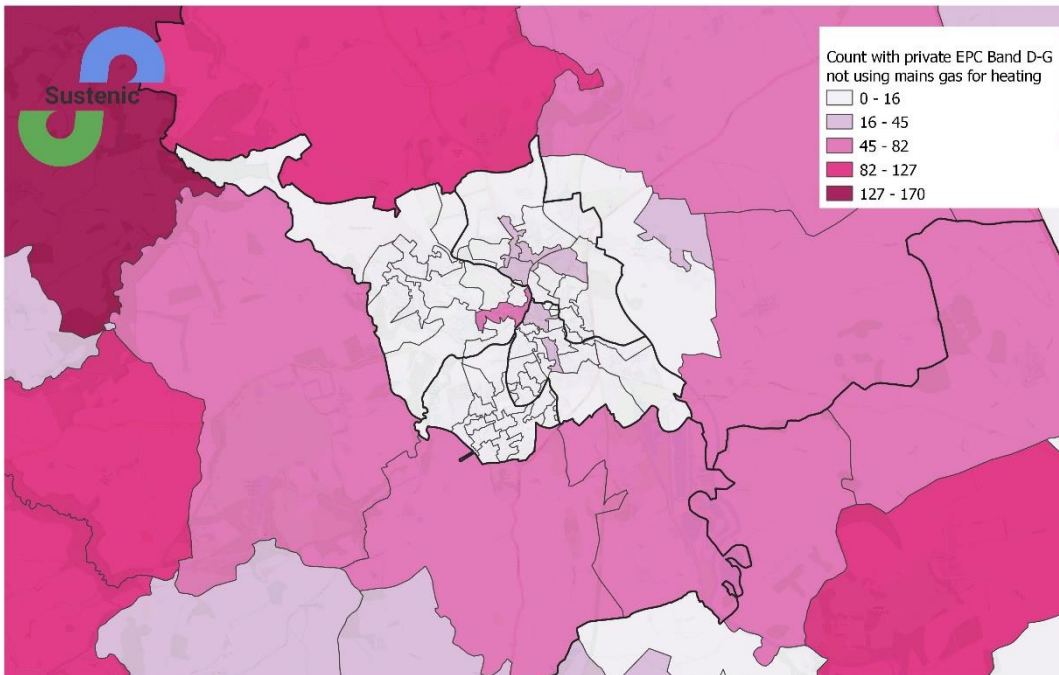 Sustenic
Count with private EPC Band D-G
not using mains gas for heating
0 - 16
16 - 45
45 - 82
82 - 127
127 - 170